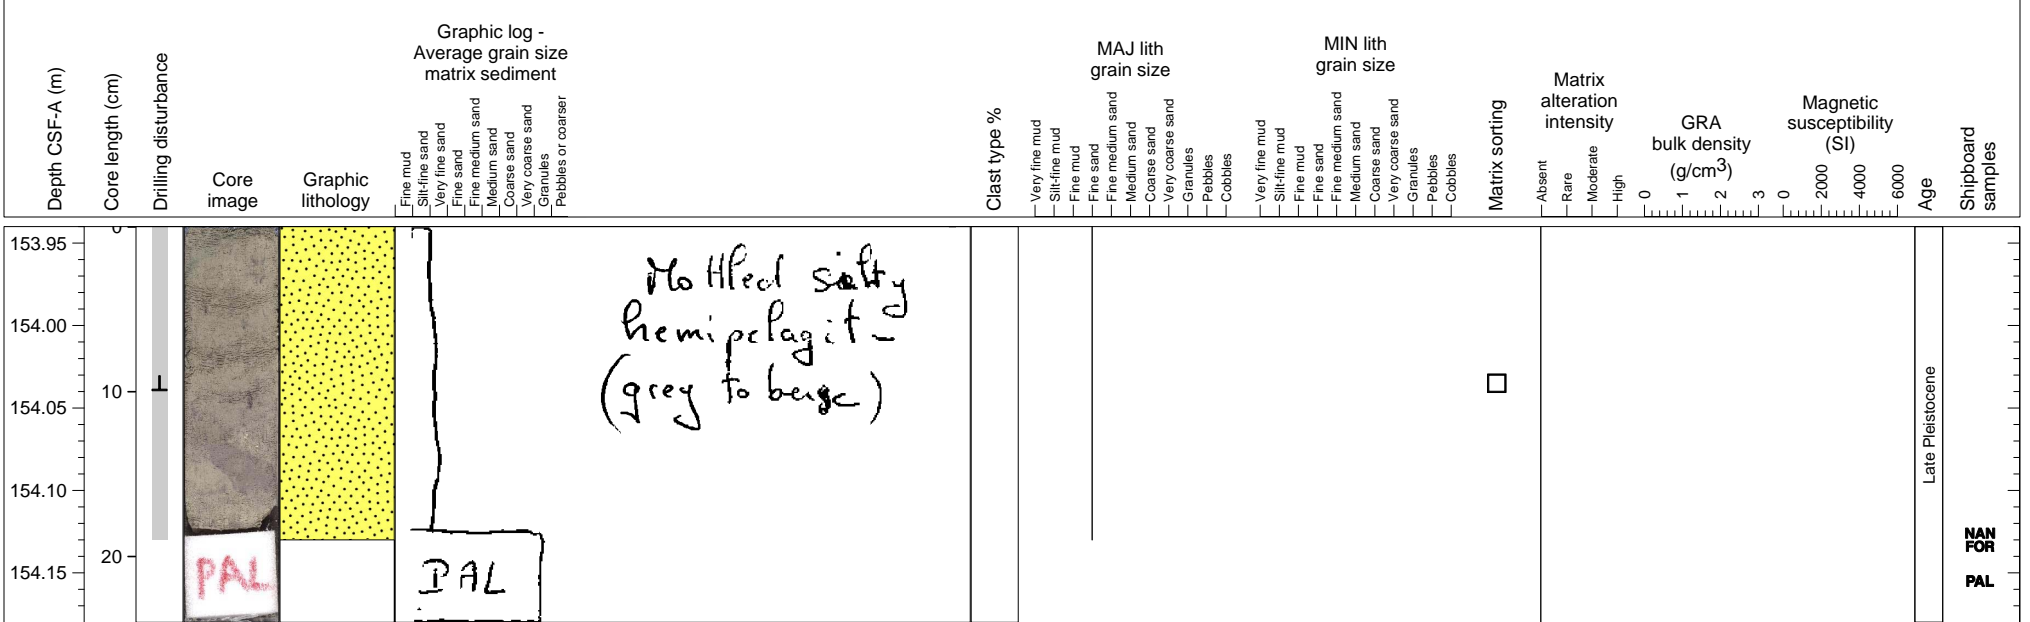 Depth CSF-A (m)
Core length (cm)
Drilling disturbance
Core
image
Graphic
lithology
Graphic log -
Average grain size
matrix sediment
Fine mud
Silt-fine sand
Very fine sand
Fine sand
Fine medium sand
Medium sand
Coarse sand
Very coarse sand
Granules
Pebbles or coarser
Clast type %
MAJ lith
grain size
Very fine mud
Silt-fine mud
Fine mud
Fine sand
Fine medium sand
Medium sand
Coarse sand
Very coarse sand
Granules
Pebbles
Cobbles
MIN lith
grain size
Very fine mud
Silt-fine mud
Fine mud
Fine sand
Fine medium sand
Medium sand
Coarse sand
Very coarse sand
Granules
Pebbles
Cobbles
Matrix sorting
Matrix
alteration
intensity
Absent
Rare
Moderate
High
GRA
bulk density
(g/cm3)
0
1
2
3
Magnetic
susceptibility
(SI)
0
2000
4000
6000
Age
Shipboard
samples
153.95
154.00
154.05
154.10
154.15
0
10
20
PAL
Mottled silty
hemipelagit-
(grey to beige)
PAL
Late Pleistocene
NAN
FOR
PAL